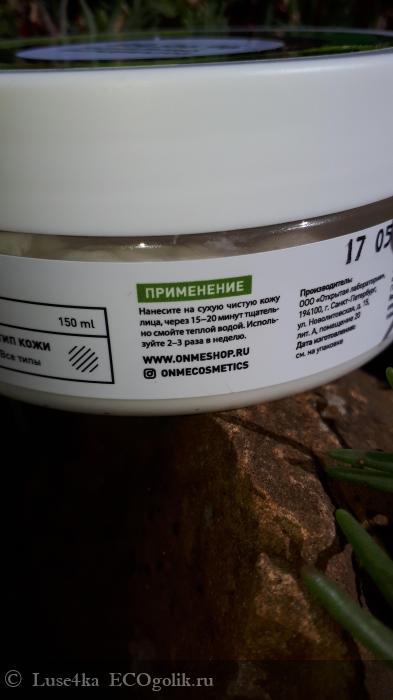 17 05
150 ml
ТИП КОЖИ
Все типы
ПРИМЕНЕНИЕ
Нанесите на сухую чистую кожу
лица, через 15–20 минут тщатель-
но смойте теплой водой. Исполь-
зуйте 2–3 раза в неделю.
WWW.ONMESHOP.RU
ONMECOSMETICS
Производитель:
ООО «Открытая лаборатория»
194100, г. Санкт-Петербург,
ул. Новолитовская, д. 15,
лит. А, помещение 20
Дата изготовления:
см. на упаковке
© Luse4ka ECOgolik.ru